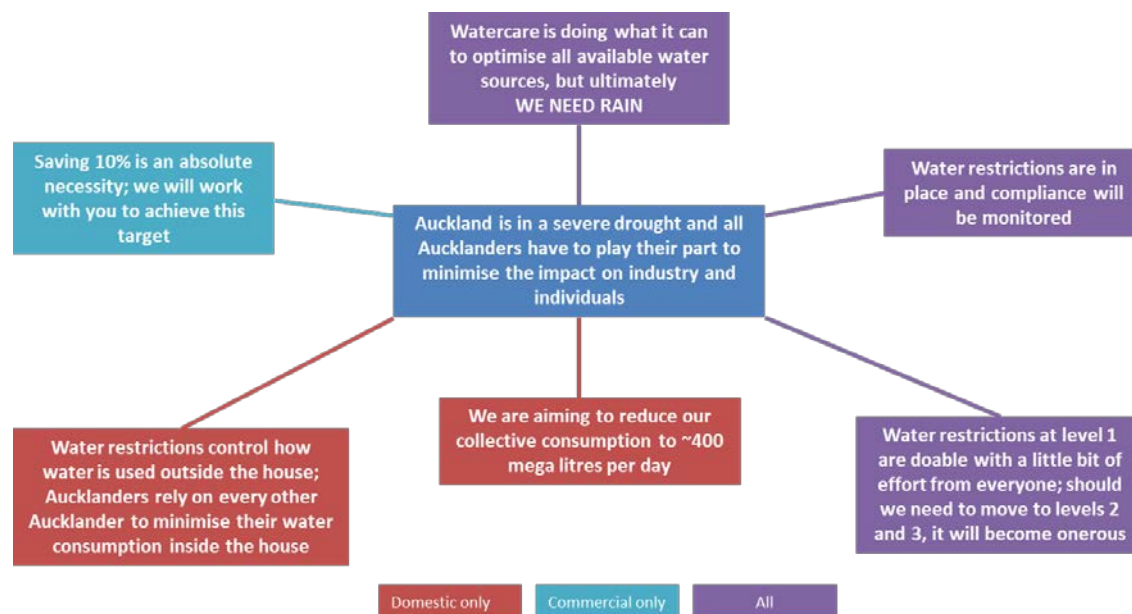 Watercare is doing what it can
to optimise all available water
sources, but ultimately
WE NEED RAIN
Saving 10% is an absolute
necessity; we will work
with you to achieve this
target
Water restrictions are in
place and compliance will
be monitored
Auckland is in a severe drought and all
Aucklanders have to play their part to
minimise the impact on industry and
individuals
Water restrictions control how
water is used outside the house;
Aucklanders rely on every other
Aucklander to minimise their water
consumption inside the house
We are aiming to reduce our
collective consumption to ~400
mega litres per day
Water restrictions at level 1
are doable with a little bit of
effort from everyone; should
we need to move to levels 2
and 3, it will become onerous
Domestic only
Commercial only
All